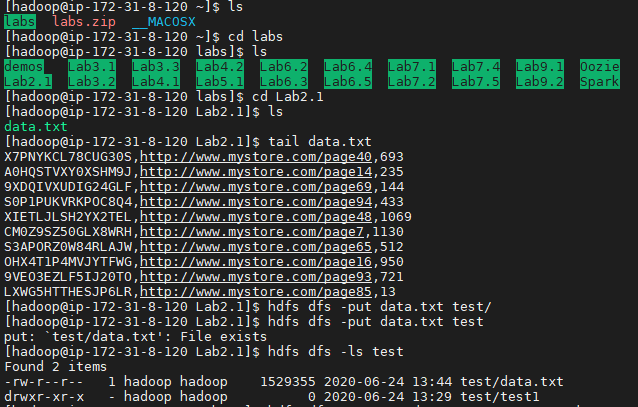 [hadoop@ip-172-31-8-120 ~]$ ls
labs  labs.zip  __MACOSX
[hadoop@ip-172-31-8-120 ~]$ cd labs
[hadoop@ip-172-31-8-120 labs]$ ls
demos   Lab3.1  Lab3.3  Lab4.2  Lab6.2  Lab6.4  Lab7.1  Lab7.4  Lab9.1  Oozie
Lab2.1  Lab3.2  Lab4.1  Lab5.1  Lab6.3  Lab6.5  Lab7.2  Lab7.5  Lab9.2  Spark
[hadoop@ip-172-31-8-120 labs]$ cd Lab2.1
[hadoop@ip-172-31-8-120 Lab2.1]$ ls
data.txt
[hadoop@ip-172-31-8-120 Lab2.1]$ tail data.txt
X7PNYKCL78CUG30S,http://www.mystore.com/page40,693
A0HQSTVXY0XSHM9J,http://www.mystore.com/page14,235
9XDQIVXUDIG24GLF,http://www.mystore.com/page69,144
S0P1PUKVRKPOC8Q4,http://www.mystore.com/page94,433
XIETLJLSH2YX2TEL,http://www.mystore.com/page48,1069
CM0Z9SZ50GLX8WRH,http://www.mystore.com/page7,1130
S3APORZ0W84RLAJW,http://www.mystore.com/page65,512
OHX4T1P4MVJYTFWG,http://www.mystore.com/page16,950
9VEO3EZLF5IJ20TO,http://www.mystore.com/page93,721
LXWG5HTTHESJP6LR,http://www.mystore.com/page85,13
[hadoop@ip-172-31-8-120 Lab2.1]$ hdfs dfs -put data.txt test/
[hadoop@ip-172-31-8-120 Lab2.1]$ hdfs dfs -put data.txt test
put: `test/data.txt': File exists
[hadoop@ip-172-31-8-120 Lab2.1]$ hdfs dfs -ls test
Found 2 items
-rw-r--r--   1 hadoop hadoop    1529355 2020-06-24 13:44 test/data.txt
drwxr-xr-x   - hadoop hadoop          0 2020-06-24 13:29 test/test1